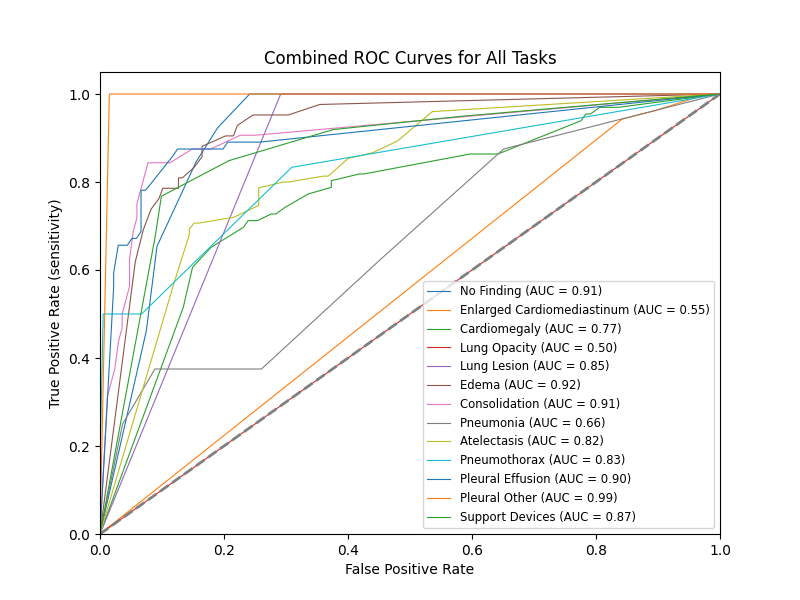 Combined ROC Curves for All Tasks
True Positive Rate (sensitivity)
1.0
0.8
0.6
0.4
0.2
0.0
No Finding (AUC = 0.91)
Enlarged Cardiomediastinum (AUC = 0.55)
Cardiomegaly (AUC = 0.77)
Lung Opacity (AUC = 0.50)
Lung Lesion (AUC = 0.85)
Edema (AUC = 0.92)
Consolidation (AUC = 0.91)
Pneumonia (AUC = 0.66)
Atelectasis (AUC = 0.82)
Pneumothorax (AUC = 0.83)
Pleural Effusion (AUC = 0.90)
Pleural Other (AUC = 0.99)
Support Devices (AUC = 0.87)
0.0 0.2 0.4 0.6 0.8 1.0
False Positive Rate